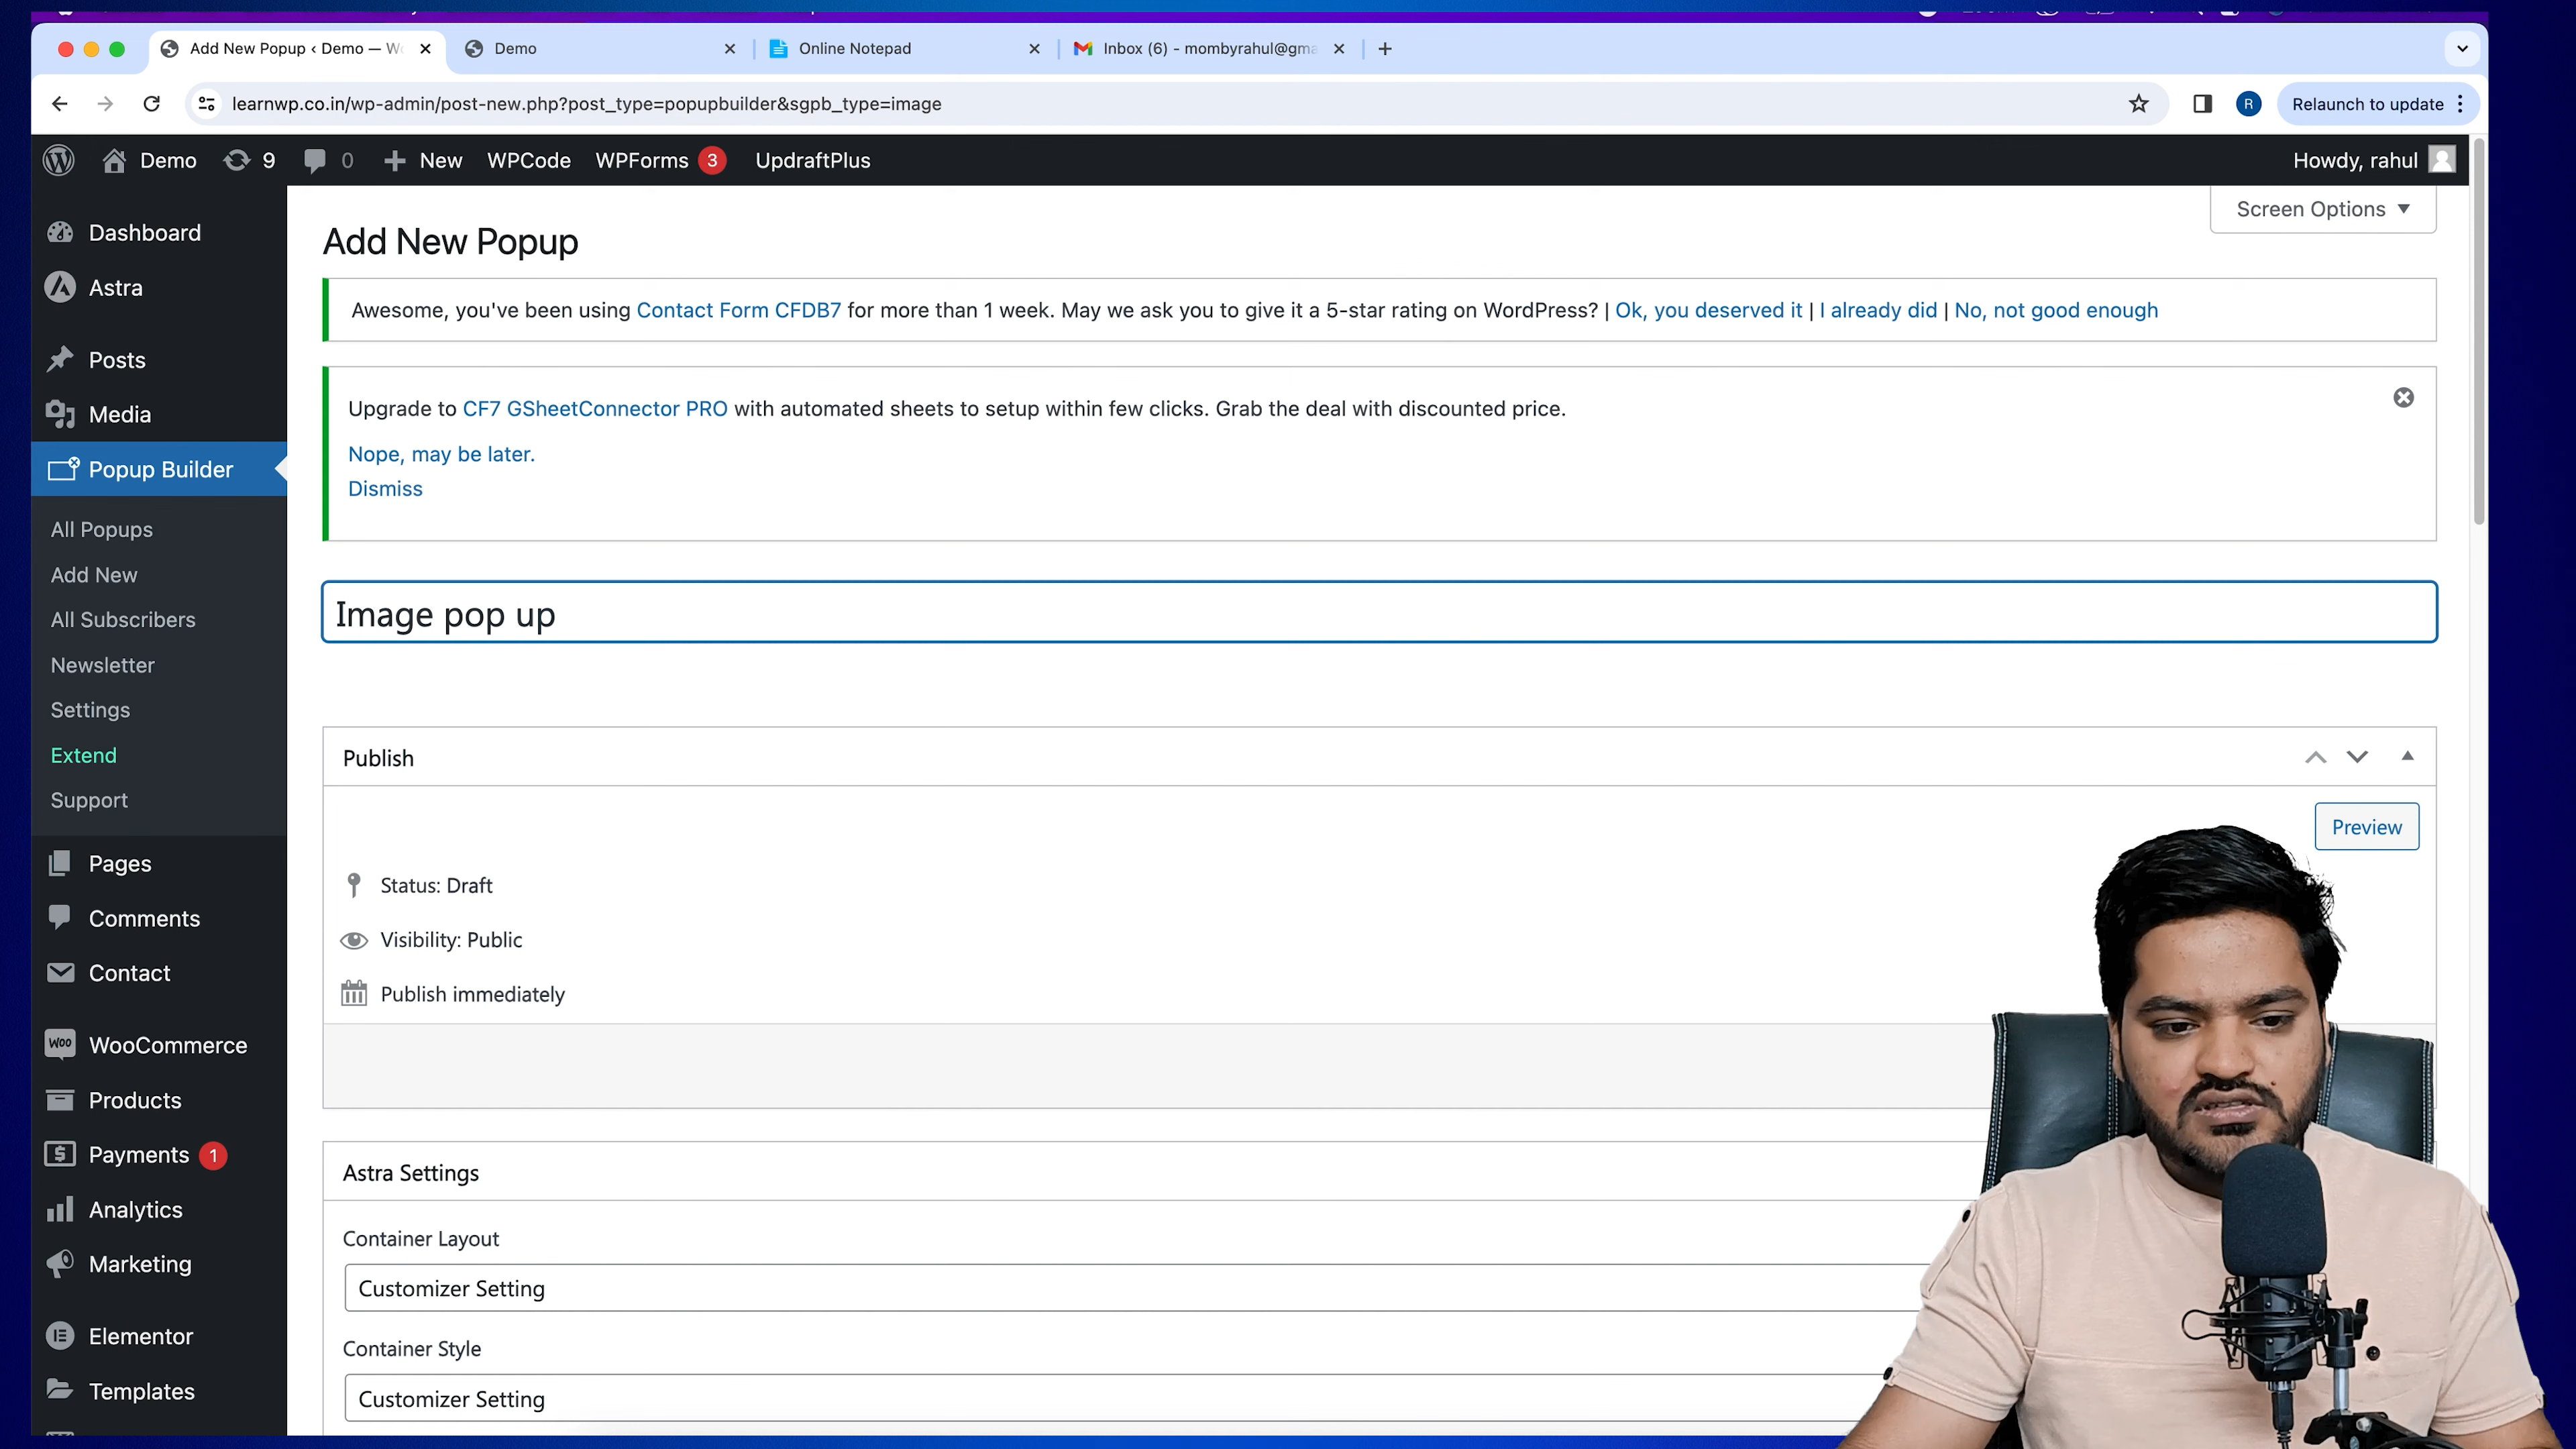 Add New Popup ‹ Demo — W
Demo
Online Notepad
Inbox (6) - mombyrahul@gma
learnwp.co.in/wp-admin/post-new.php?post_type=popupbuilder&sgpb_type=image
R
Relaunch to update
Demo
9
0
New
WPCode
WPForms 3
UpdraftPlus
Howdy, rahul
Dashboard
Astra
Posts
Media
Popup Builder
All Popups
Add New
All Subscribers
Newsletter
Settings
Extend
Support
Pages
Comments
Contact
WooCommerce
Products
Payments 1
Analytics
Marketing
Elementor
Templates
Screen Options
Add New Popup
Awesome, you've been using Contact Form CFDB7 for more than 1 week. May we ask you to give it a 5-star rating on WordPress? | Ok, you deserved it | I already did | No, not good enough
Upgrade to CF7 GSheetConnector PRO with automated sheets to setup within few clicks. Grab the deal with discounted price.
Nope, may be later.
Dismiss
Image pop up
Publish
Preview
Status: Draft
Visibility: Public
Publish immediately
Astra Settings
Container Layout
Customizer Setting
Container Style
Customizer Setting